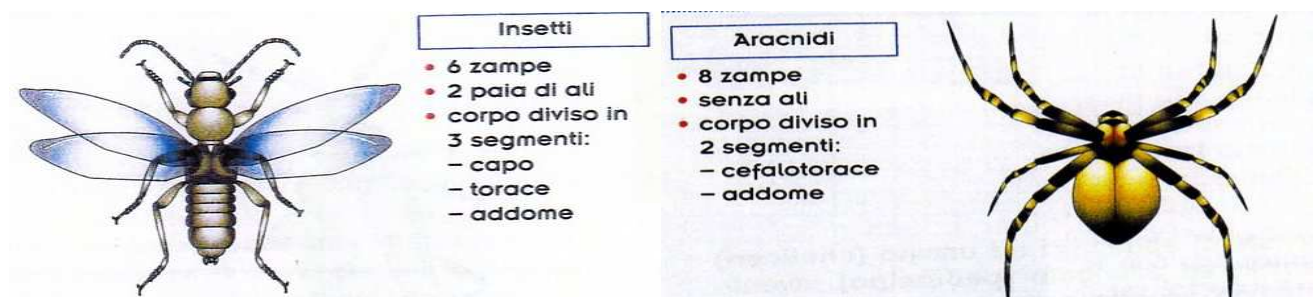 Insetti
• 6 zampe
• 2 paia di ali
• corpo diviso in
3 segmenti:
– capo
– torace
– addome
Aracnidi
• 8 zampe
• senza ali
• corpo diviso in
2 segmenti:
– cefalotorace
– addome